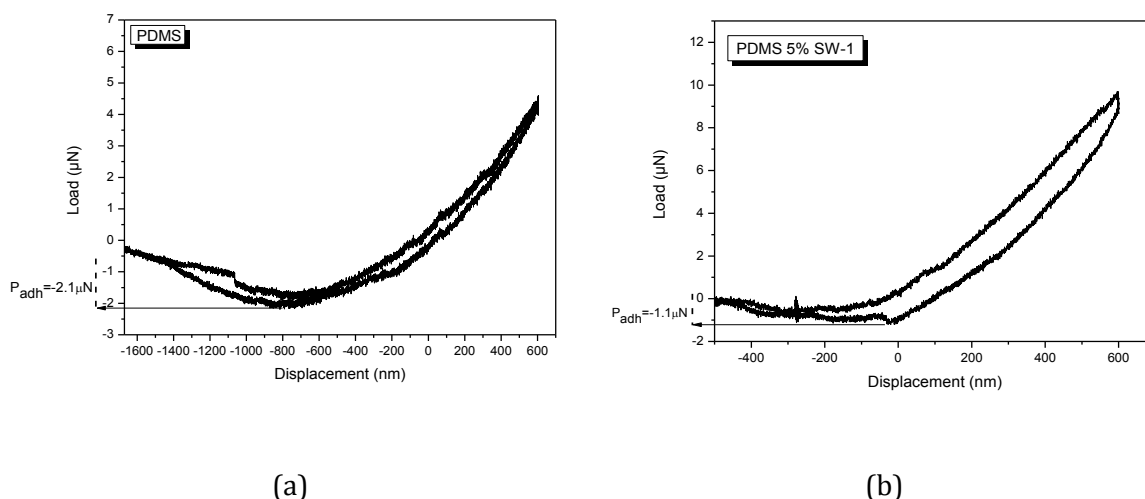 PDMS
7
6
5
4
3
2
1
0
-1
-2
-3
Load (µN)
P_adh=-2.1µN
-1600 -1400 -1200 -1000 -800 -600 -400 -200 0 200 400 600
Displacement (nm)
(a)
PDMS 5% SW-1
12
10
8
6
4
2
0
-2
Load (µN)
P_adh=-1.1µN
-400 -200 0 200 400 600
Displacement (nm)
(b)